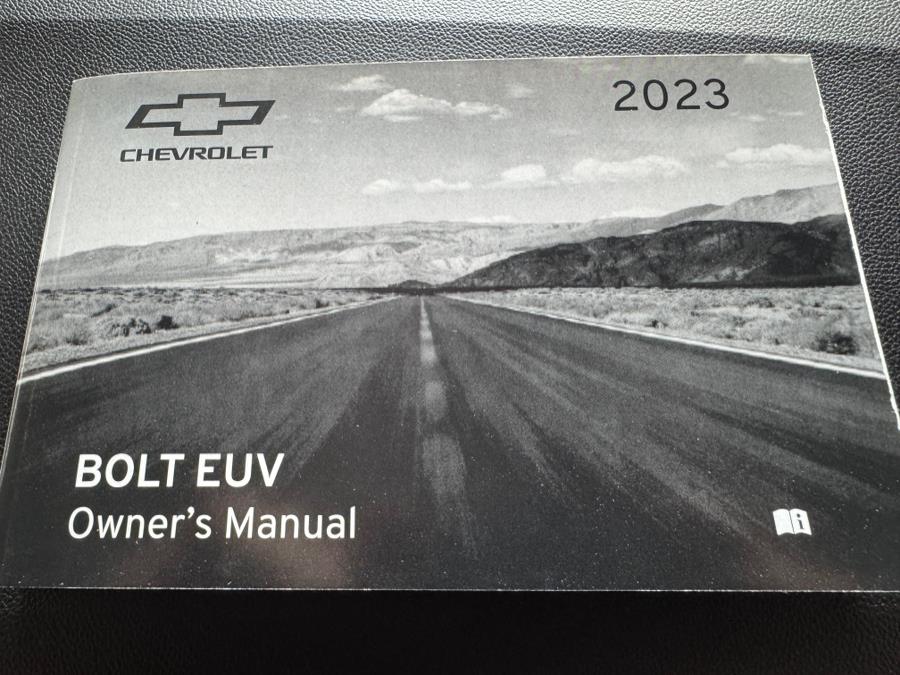 CHEVROLET
2023
BOLT EUV
Owner's Manual
i